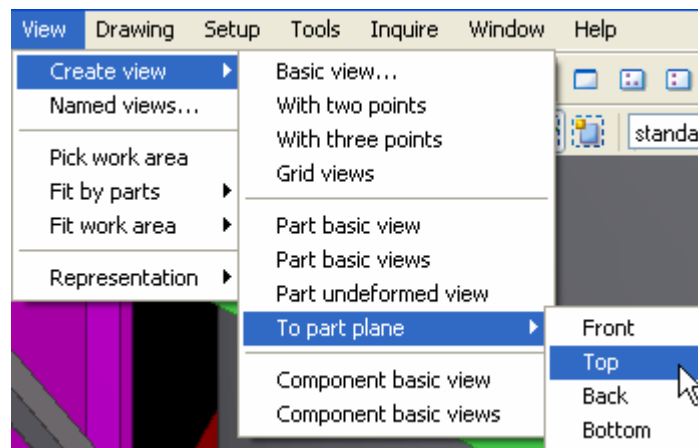 View Drawing Setup Tools Inquire Window Help
Create view
Named views...
Pick work area
Fit by parts
Fit work area
Representation
Basic view...
With two points
With three points
Grid views
Part basic view
Part basic views
Part undeformed view
To part plane
Component basic view
Component basic views
Front
Top
Back
Bottom
standa